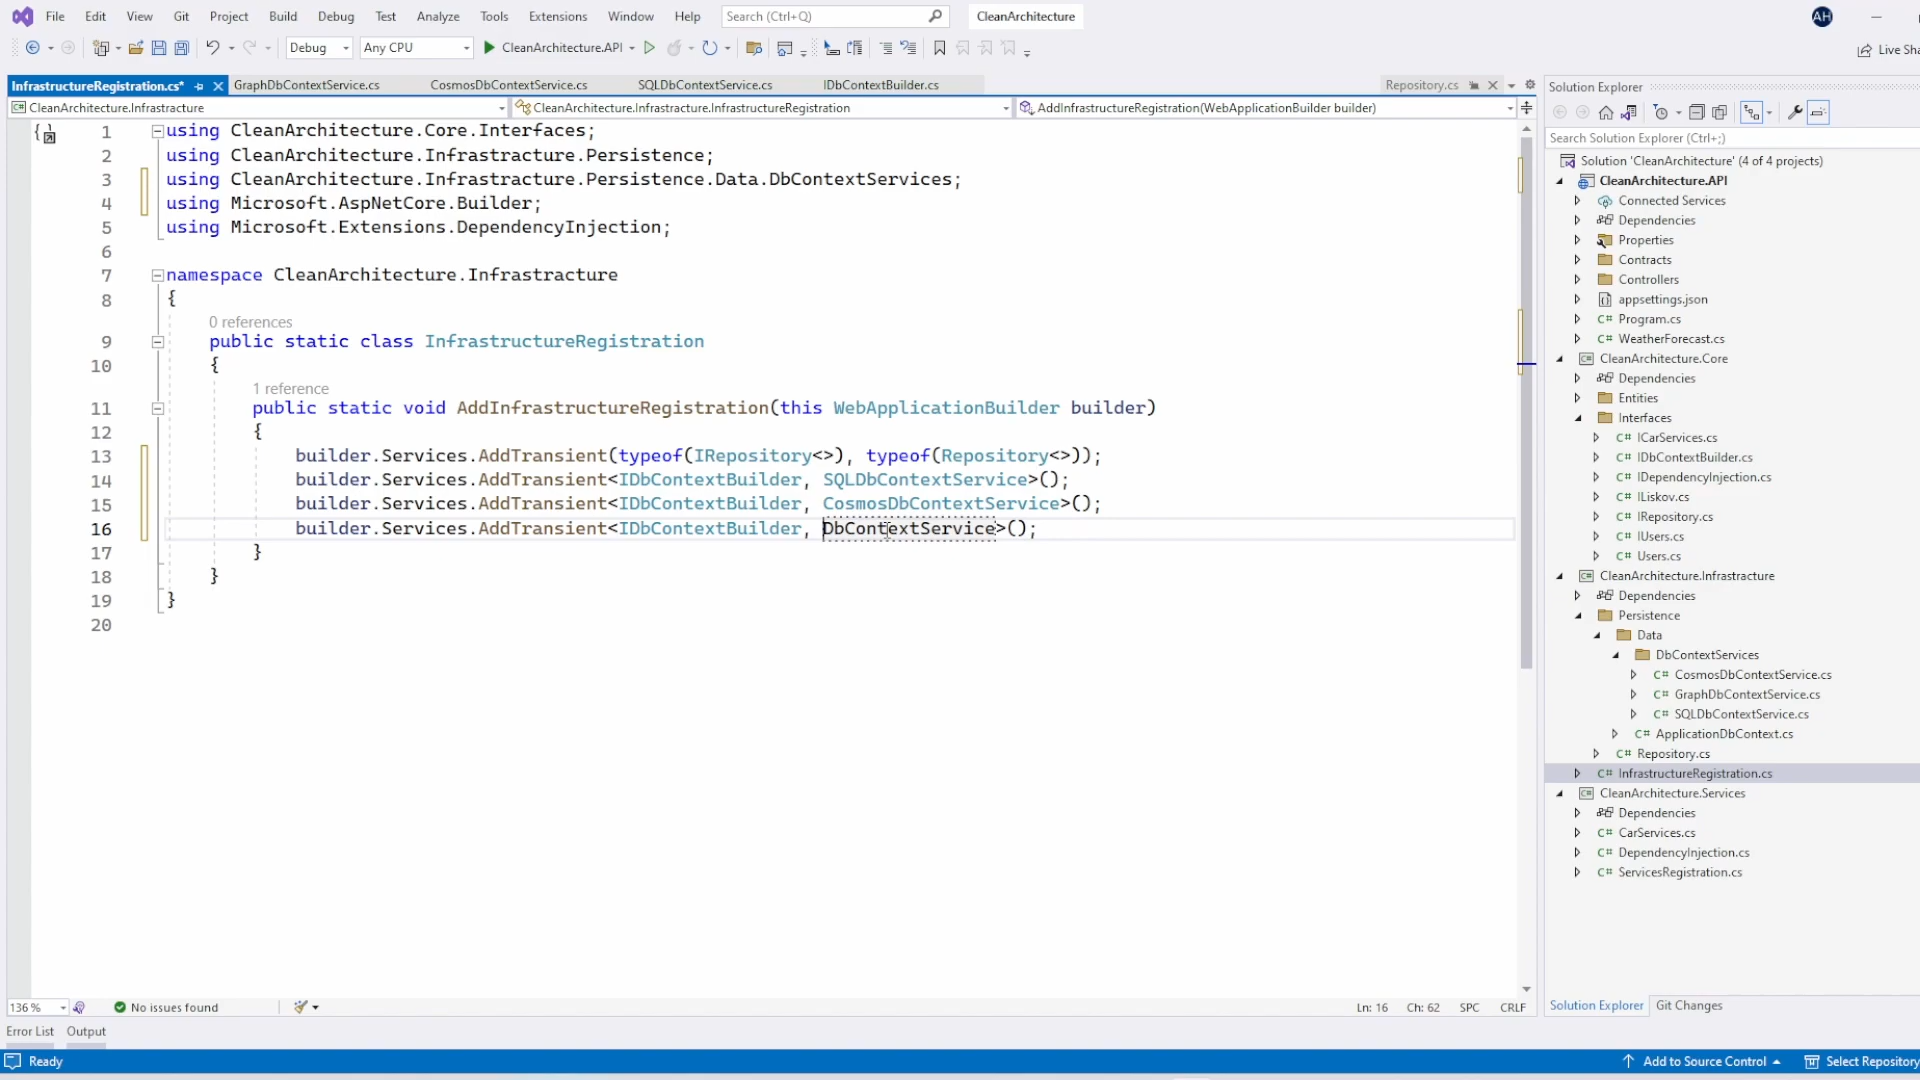 File Edit View Git Project Build Debug Test Analyze Tools Extensions Window Help Search (Ctrl+Q) CleanArchitecture AH
Debug Any CPU CleanArchitecture.API Live Sha
InfrastructureRegistration.cs* GraphDbContextService.cs CosmosDbContextService.cs SQLDbContextService.cs IDbContextBuilder.cs Repository.cs
CleanArchitecture.Infrastracture CleanArchitecture.Infrastracture.InfrastructureRegistration AddInfrastructureRegistration(WebApplicationBuilder builder)
1 using CleanArchitecture.Core.Interfaces;
2 using CleanArchitecture.Infrastracture.Persistence;
3 using CleanArchitecture.Infrastracture.Persistence.Data.DbContextServices;
4 using Microsoft.AspNetCore.Builder;
5 using Microsoft.Extensions.DependencyInjection;
6
7 namespace CleanArchitecture.Infrastracture
8 {
0 references
9 public static class InfrastructureRegistration
10 {
1 reference
11 public static void AddInfrastructureRegistration(this WebApplicationBuilder builder)
12 {
13 builder.Services.AddTransient(typeof(IRepository<>), typeof(Repository<>));
14 builder.Services.AddTransient<IDbContextBuilder, SQLDbContextService>();
15 builder.Services.AddTransient<IDbContextBuilder, CosmosDbContextService>();
16 builder.Services.AddTransient<IDbContextBuilder, DbContextService>();
17 }
18 }
19 }
20
136 % No issues found Ln: 16 Ch: 62 SPC CRLF
Error List Output
Ready Add to Source Control Select Repository
Solution Explorer
Search Solution Explorer (Ctrl+;)
Solution 'CleanArchitecture' (4 of 4 projects)
CleanArchitecture.API
Connected Services
Dependencies
Properties
Contracts
Controllers
appsettings.json
C# Program.cs
C# WeatherForecast.cs
CleanArchitecture.Core
Dependencies
Entities
Interfaces
C# ICarServices.cs
C# IDbContextBuilder.cs
C# IDependencyInjection.cs
C# ILiskov.cs
C# IRepository.cs
C# IUsers.cs
C# Users.cs
CleanArchitecture.Infrastracture
Dependencies
Persistence
Data
DbContextServices
C# CosmosDbContextService.cs
C# GraphDbContextService.cs
C# SQLDbContextService.cs
C# ApplicationDbContext.cs
C# Repository.cs
C# InfrastructureRegistration.cs
CleanArchitecture.Services
Dependencies
C# CarServices.cs
C# DependencyInjection.cs
C# ServicesRegistration.cs
Solution Explorer Git Changes